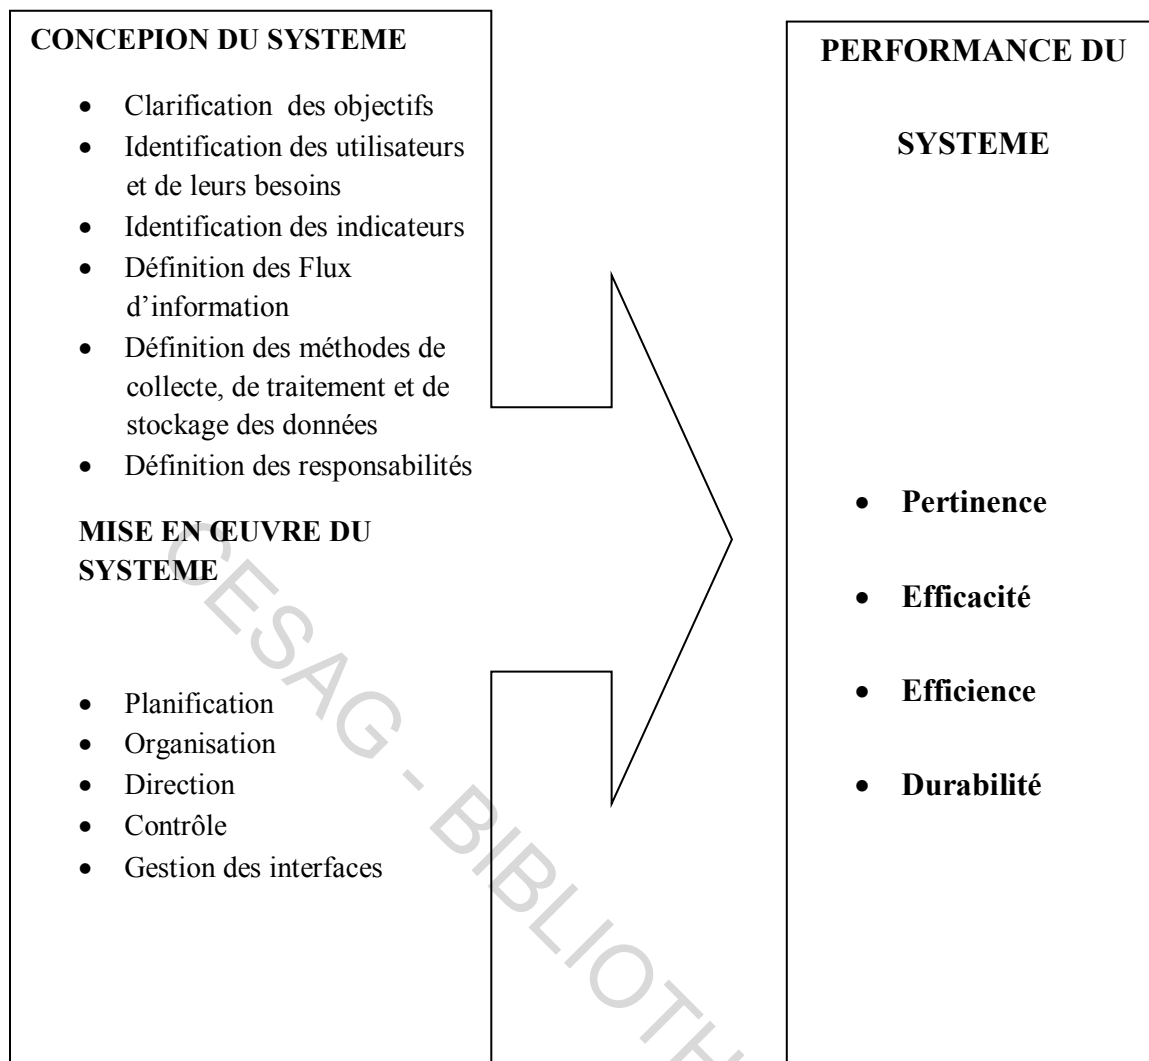 CONCEPION DU SYSTEME
• Clarification des objectifs
• Identification des utilisateurs
et de leurs besoins
• Identification des indicateurs
• Définition des Flux
d’information
• Définition des méthodes de
collecte, de traitement et de
stockage des données
• Définition des responsabilités
MISE EN ŒUVRE DU
SYSTEME
• Planification
• Organisation
• Direction
• Contrôle
• Gestion des interfaces
PERFORMANCE DU
SYSTEME
• Pertinence
• Efficacité
• Efficience
• Durabilité
CESAG - BIBLIOTH